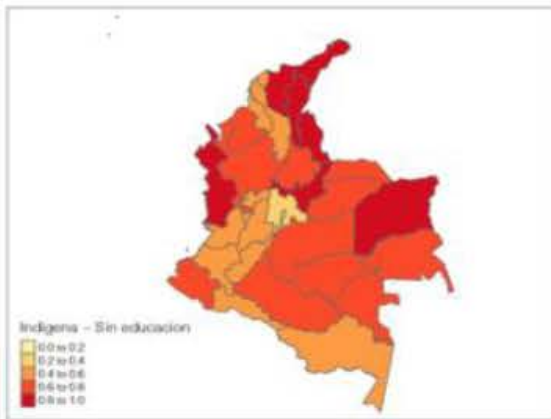 Indigena – Sin educacion
0.0 to 0.2
0.2 to 0.4
0.4 to 0.6
0.6 to 0.8
0.8 to 1.0